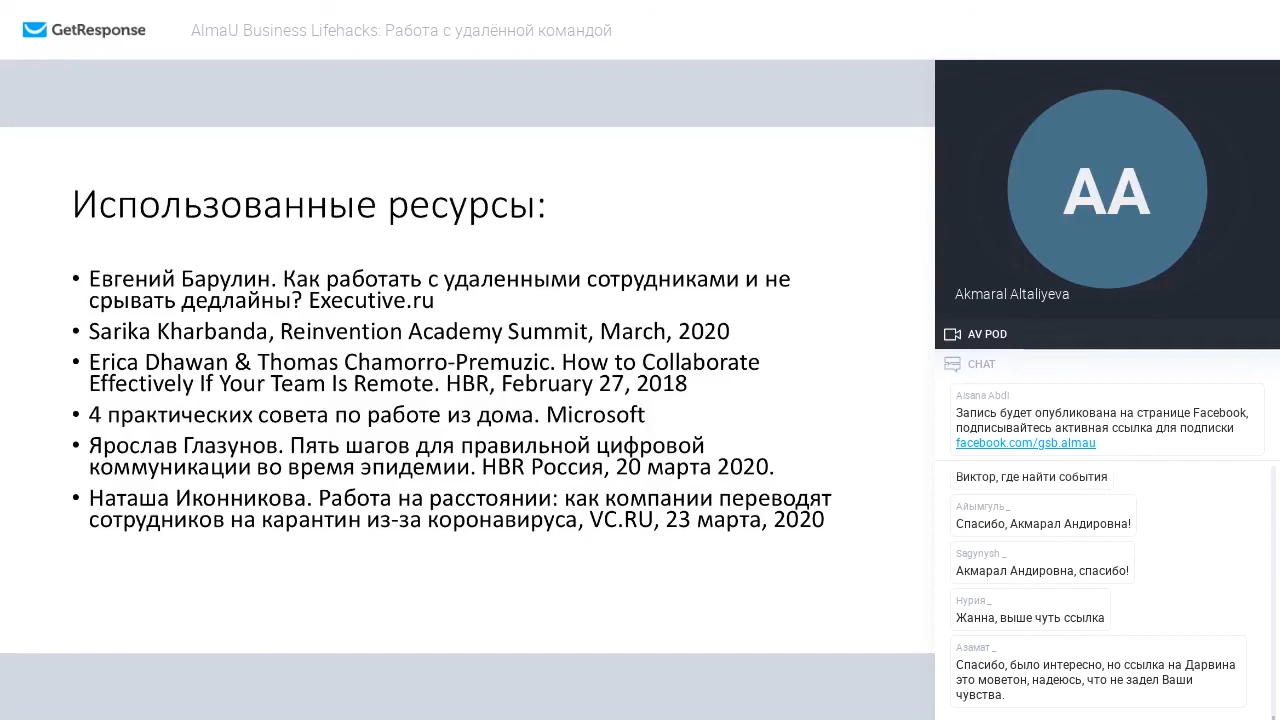 GetResponse
AlmaU Business Lifehacks: Работа с удалённой командой
Использованные ресурсы:
• Евгений Барулин. Как работать с удаленными сотрудниками и не
срывать дедлайны? Executive.ru
• Sarika Kharbanda, Reinvention Academy Summit, March, 2020
• Erica Dhawan & Thomas Chamorro-Premuzic. How to Collaborate
Effectively If Your Team Is Remote. HBR, February 27, 2018
• 4 практических совета по работе из дома. Microsoft
• Ярослав Глазунов. Пять шагов для правильной цифровой
коммуникации во время эпидемии. HBR Россия, 20 марта 2020.
• Наташа Иконникова. Работа на расстоянии: как компании переводят
сотрудников на карантин из-за коронавируса, VC.RU, 23 марта, 2020
AA
Akmaral Altaliyeva
AV POD
CHAT
Aisana Abdi
Запись будет опубликована на странице Facebook,
подписывайтесь активная ссылка для подписки
facebook.com/gsb.almau
Виктор, где найти события
Айымгуль _
Спасибо, Акмарал Андировна!
Sagynysh _
Акмарал Андировна, спасибо!
Нурия _
Жанна, выше чуть ссылка
Азамат _
Спасибо, было интересно, но ссылка на Дарвина
это моветон, надеюсь, что не задел Ваши
чувства.